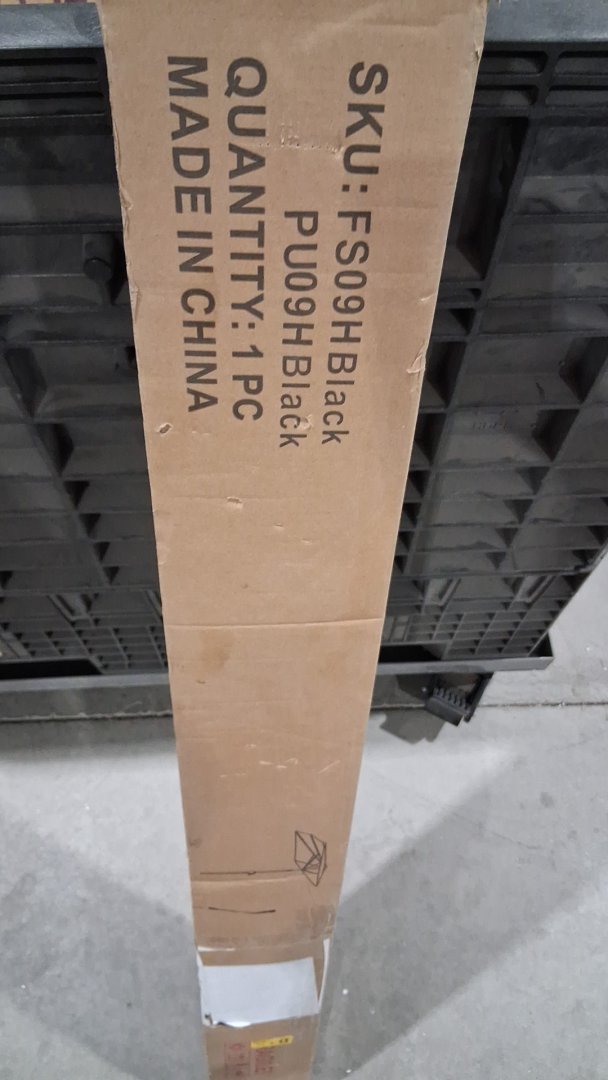 SKU: FS09HBlack
PU09HBlack
QUANTITY: 1 PC
MADE IN CHINA